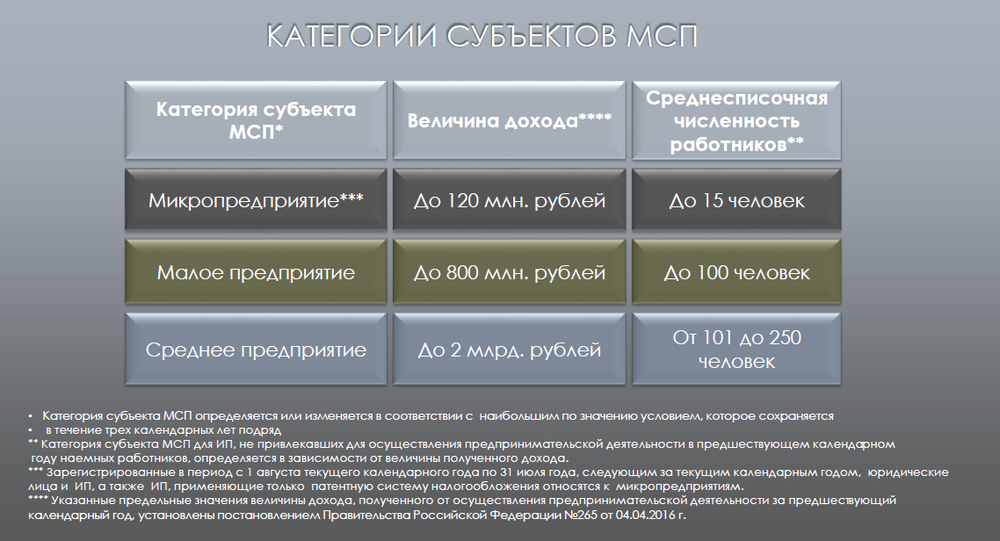 КАТЕГОРИИ СУБЪЕКТОВ МСП
Категория субъекта
МСП*
Величина дохода****
Среднесписочная
численность
работников**
Микропредприятие***
До 120 млн. рублей
До 15 человек
Малое предприятие
До 800 млн. рублей
До 100 человек
Среднее предприятие
До 2 млрд. рублей
От 101 до 250
человек
• Категория субъекта МСП определяется или изменяется в соответствии с наибольшим по значению условием, которое сохраняется
• в течение трех календарных лет подряд
** Категория субъекта МСП для ИП, не привлекавших для осуществления предпринимательской деятельности в предшествующем календарном
году наемных работников, определяется в зависимости от величины полученного дохода.
*** Зарегистрированные в период с 1 августа текущего календарного года по 31 июля года, следующим за текущим календарным годом, юридические
лица и ИП, а также ИП, применяющие только патентную систему налогообложения относятся к микропредприятиям.
**** Указанные предельные значения величины дохода, полученного от осуществления предпринимательской деятельности за предшествующий
календарный год, установлены постановлением Правительства Российской Федерации №265 от 04.04.2016 г.